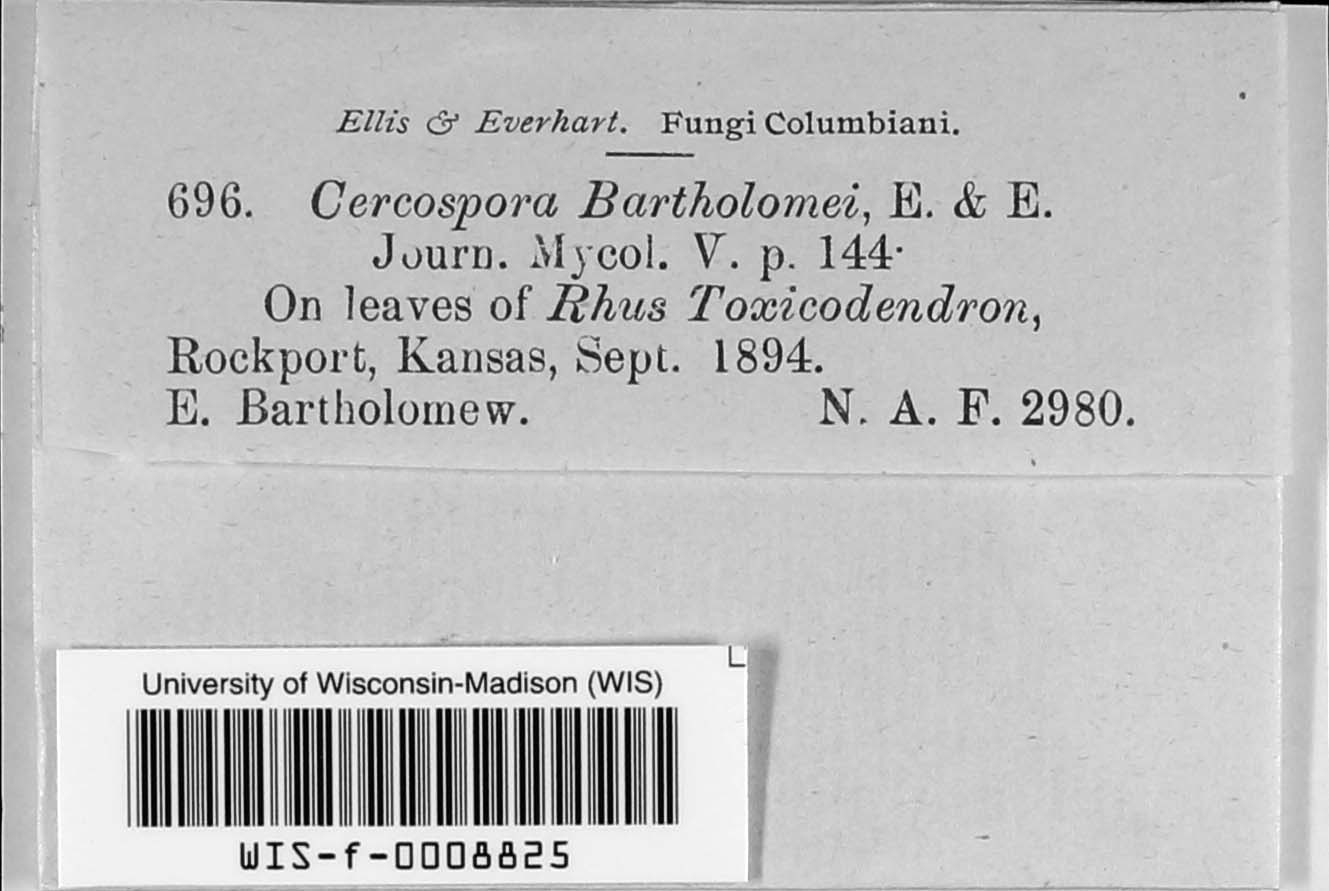 Ellis & Everhart. Fungi Columbiani.
696. Cercospora Bartholomei, E. & E.
Journ. Mycol. V. p. 144.
On leaves of Rhus Toxicodendron,
Rockport, Kansas, Sept. 1894.
E. Bartholomew. N. A. F. 2980.
University of Wisconsin-Madison (WIS)
WIS-f-0008825